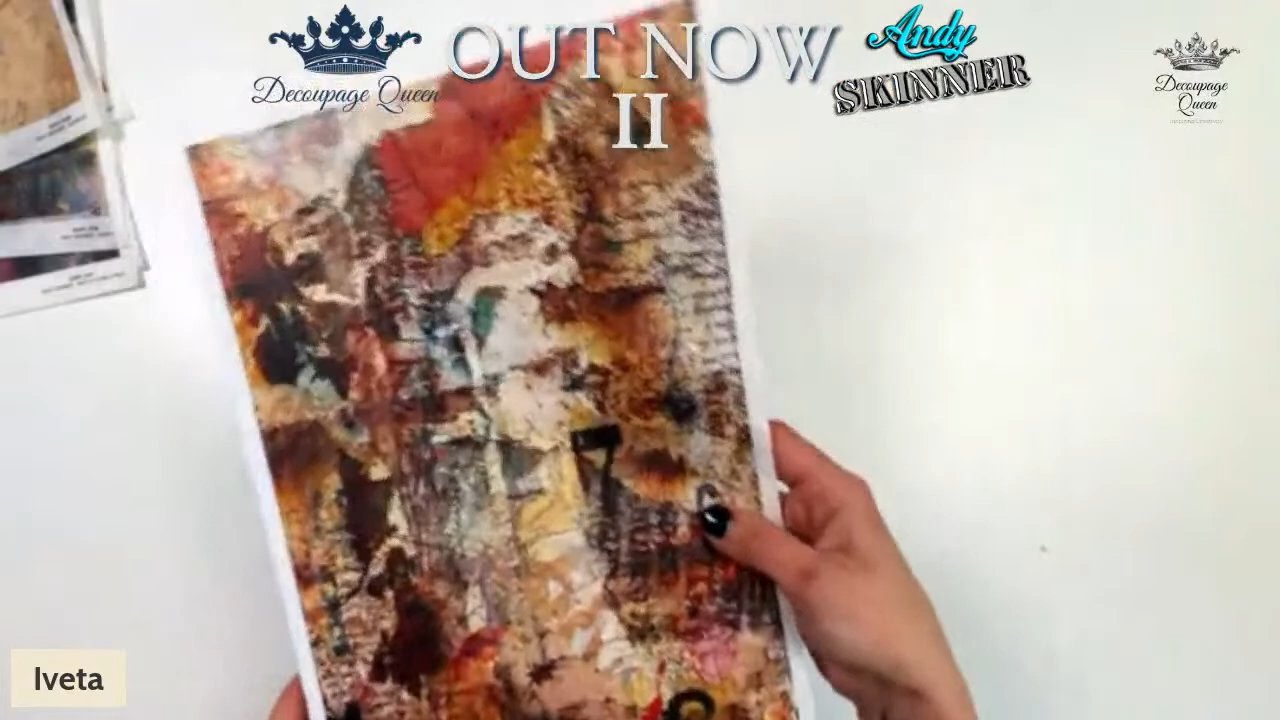 Decoupage Queen
OUT NOW
II
Andy
SKINNER
Decoupage
Queen
Iveta